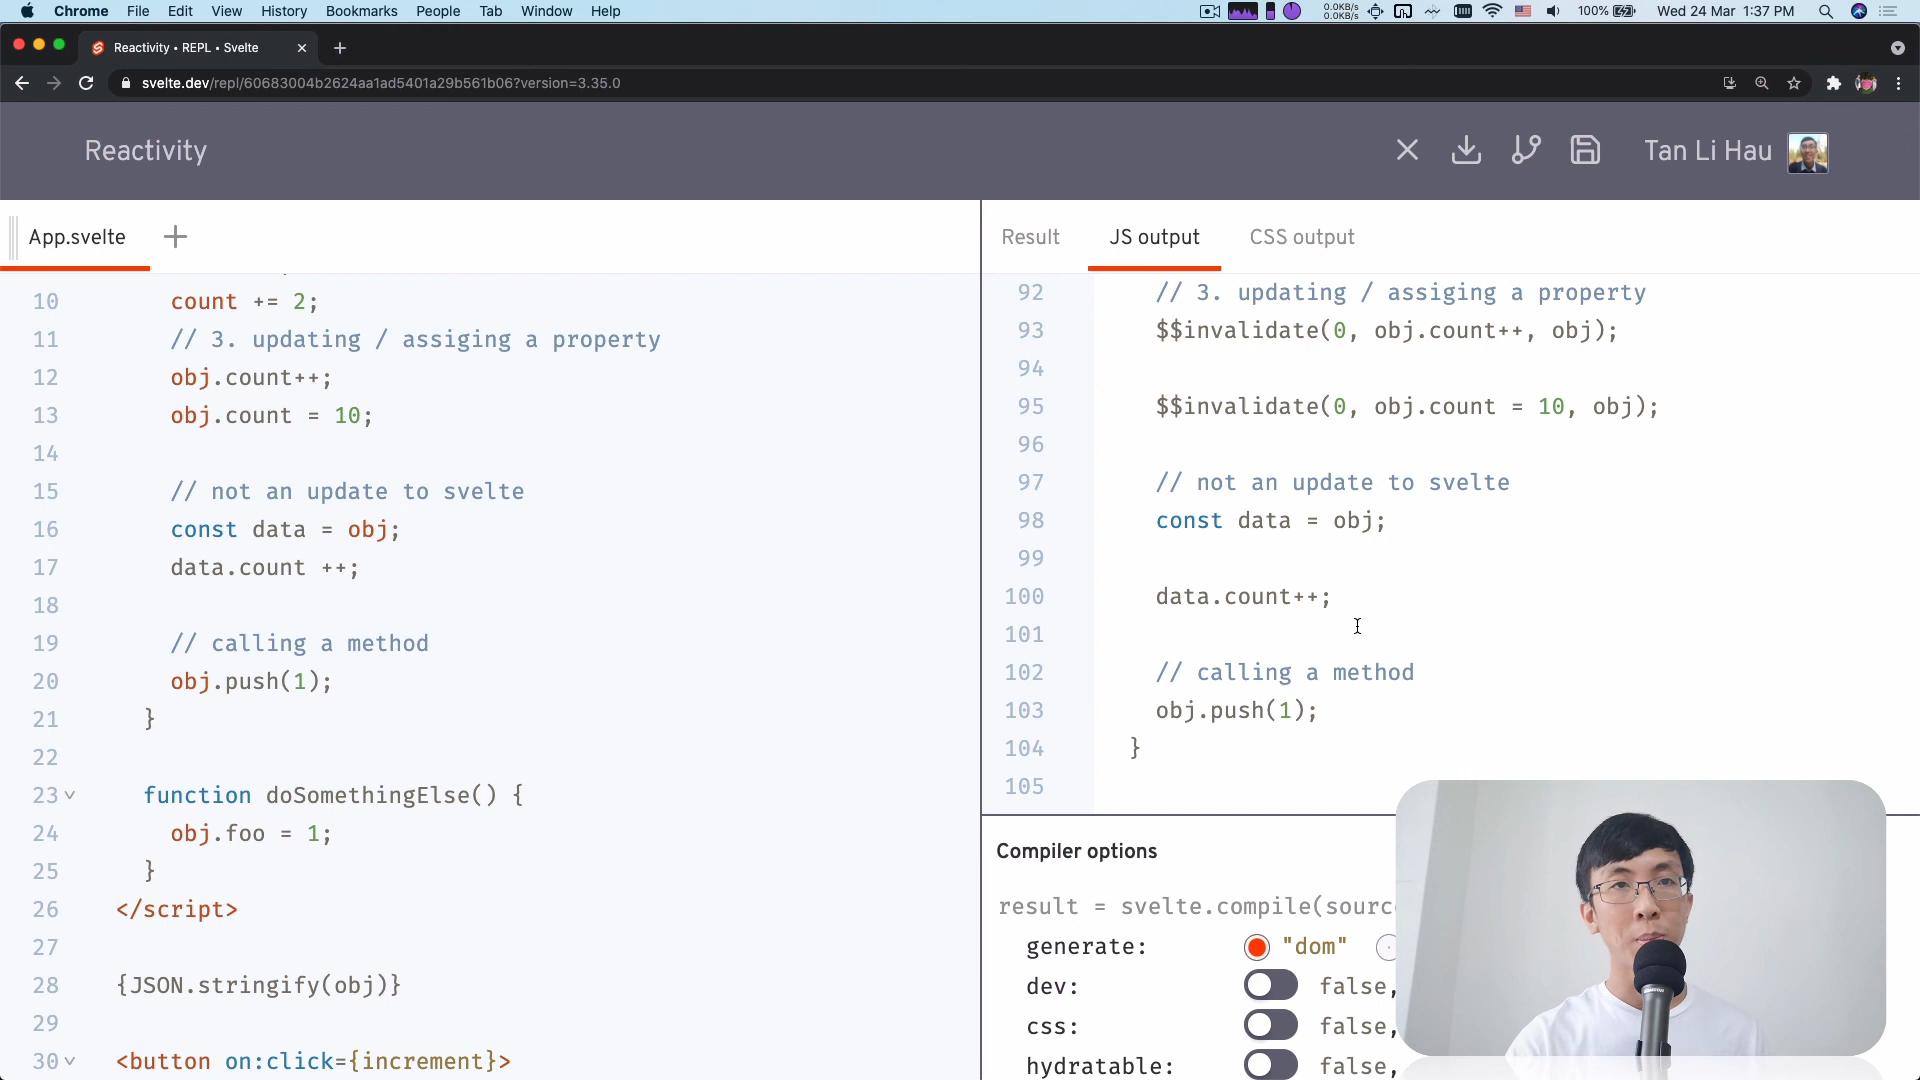 Chrome File Edit View History Bookmarks People Tab Window Help
0.0KB/s
0.0KB/s
100%
Wed 24 Mar 1:37 PM
Reactivity • REPL • Svelte
svelte.dev/repl/60683004b2624aa1ad5401a29b561b06?version=3.35.0
Reactivity
Tan Li Hau
App.svelte
10 count += 2;
11 // 3. updating / assiging a property
12 obj.count++;
13 obj.count = 10;
14
15 // not an update to svelte
16 const data = obj;
17 data.count ++;
18
19 // calling a method
20 obj.push(1);
21 }
22
23 function doSomethingElse() {
24 obj.foo = 1;
25 }
26 </script>
27
28 {JSON.stringify(obj)}
29
30 <button on:click={increment}>
Result JS output CSS output
92 // 3. updating / assiging a property
93 $$invalidate(0, obj.count++, obj);
94
95 $$invalidate(0, obj.count = 10, obj);
96
97 // not an update to svelte
98 const data = obj;
99
100 data.count++;
101
102 // calling a method
103 obj.push(1);
104 }
105
Compiler options
result = svelte.compile(sourc
generate: "dom"
dev: false,
css: false,
hydratable: false,